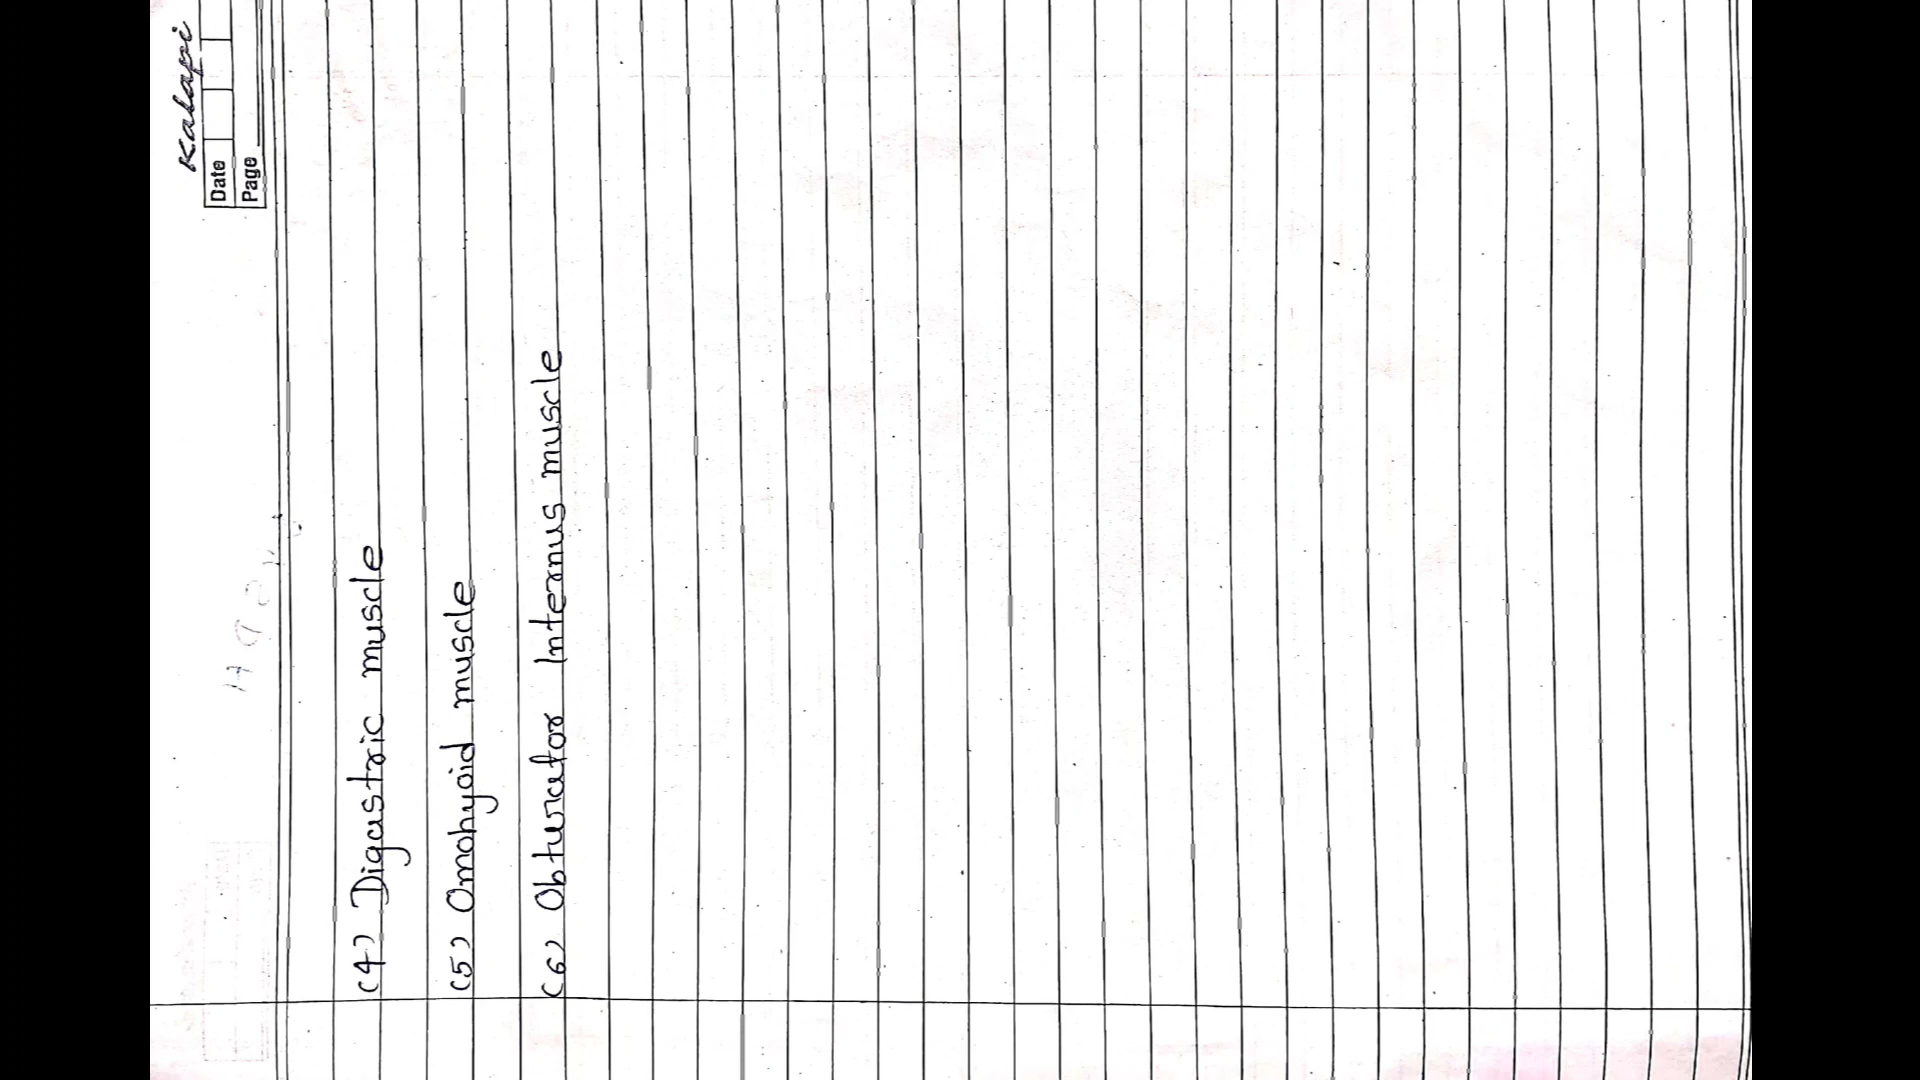 Kalapi
Date
Page
(4) Digastric muscle
(5) Omohyoid muscle
(6) Obturator Internus muscle